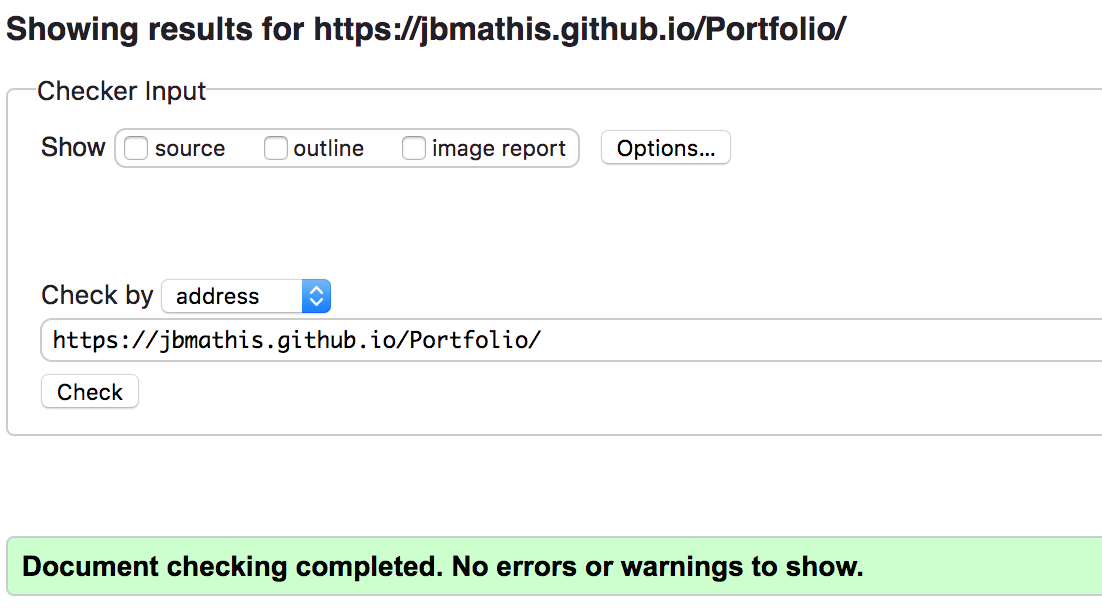 Showing results for https://jbmathis.github.io/Portfolio/
Checker Input
Show source outline image report Options...
Check by address
https://jbmathis.github.io/Portfolio/
Check
Document checking completed. No errors or warnings to show.